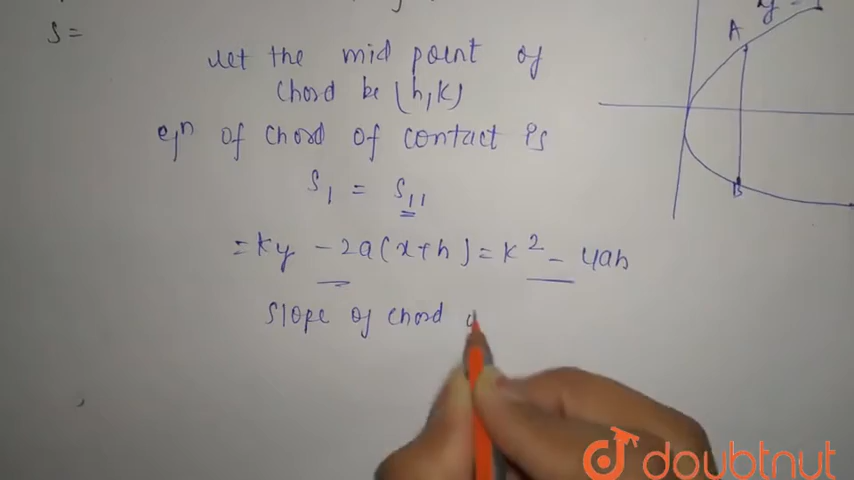 S =
Let the mid point of
chord be (h,k)
eqn of chord of contact is
S₁ = S₁₁
= ky - 2a(x+h) = k² - 4ah
Slope of chord
A
B
doubtnut